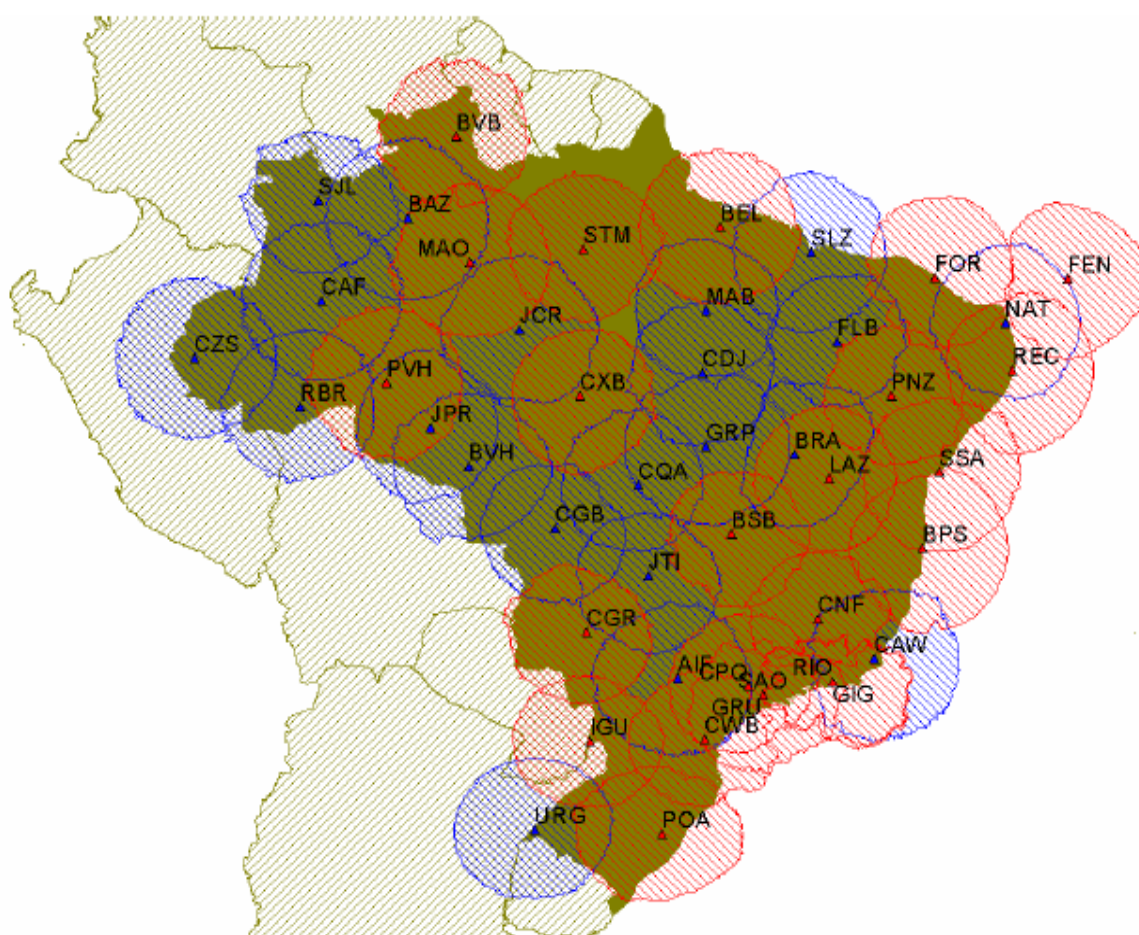 BVB
SJL
BAZ
BEL
STM
SLZ
MAO
FOR
FEN
CAF
MAB
JCR
FLB
NAT
CZS
CDJ
REC
PVH
CXB
PNZ
RBR
JPR
GRP
BRA
BVH
LAZ
SSA
CQA
CGB
BSB
BPS
JTI
CGR
CNF
CAW
AIF
CPQ
RIO
SAO
GIG
GRU
IGU
CWB
URG
POA